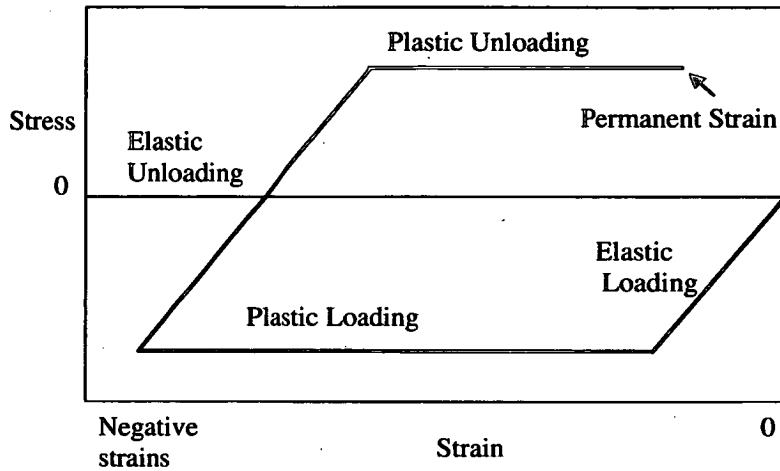 Plastic Unloading
Stress
Permanent Strain
Elastic
Unloading
0
Elastic
Loading
Plastic Loading
Negative
strains
Strain
0